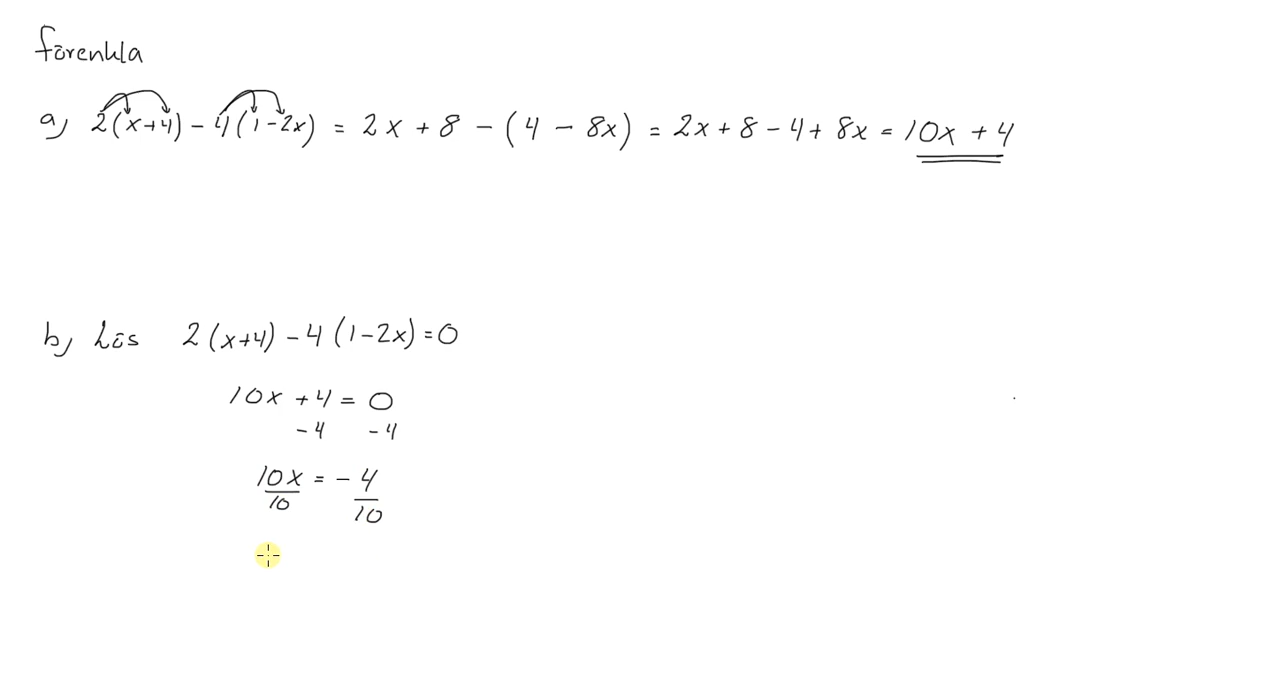 förenkla
a) 2(x+4) - 4(1-2x) = 2x + 8 - (4 - 8x) = 2x + 8 - 4 + 8x = 10x + 4
b) Lös 2(x+4) - 4(1-2x) = 0
10x + 4 = 0
-4 -4
10x = - 4
10 10